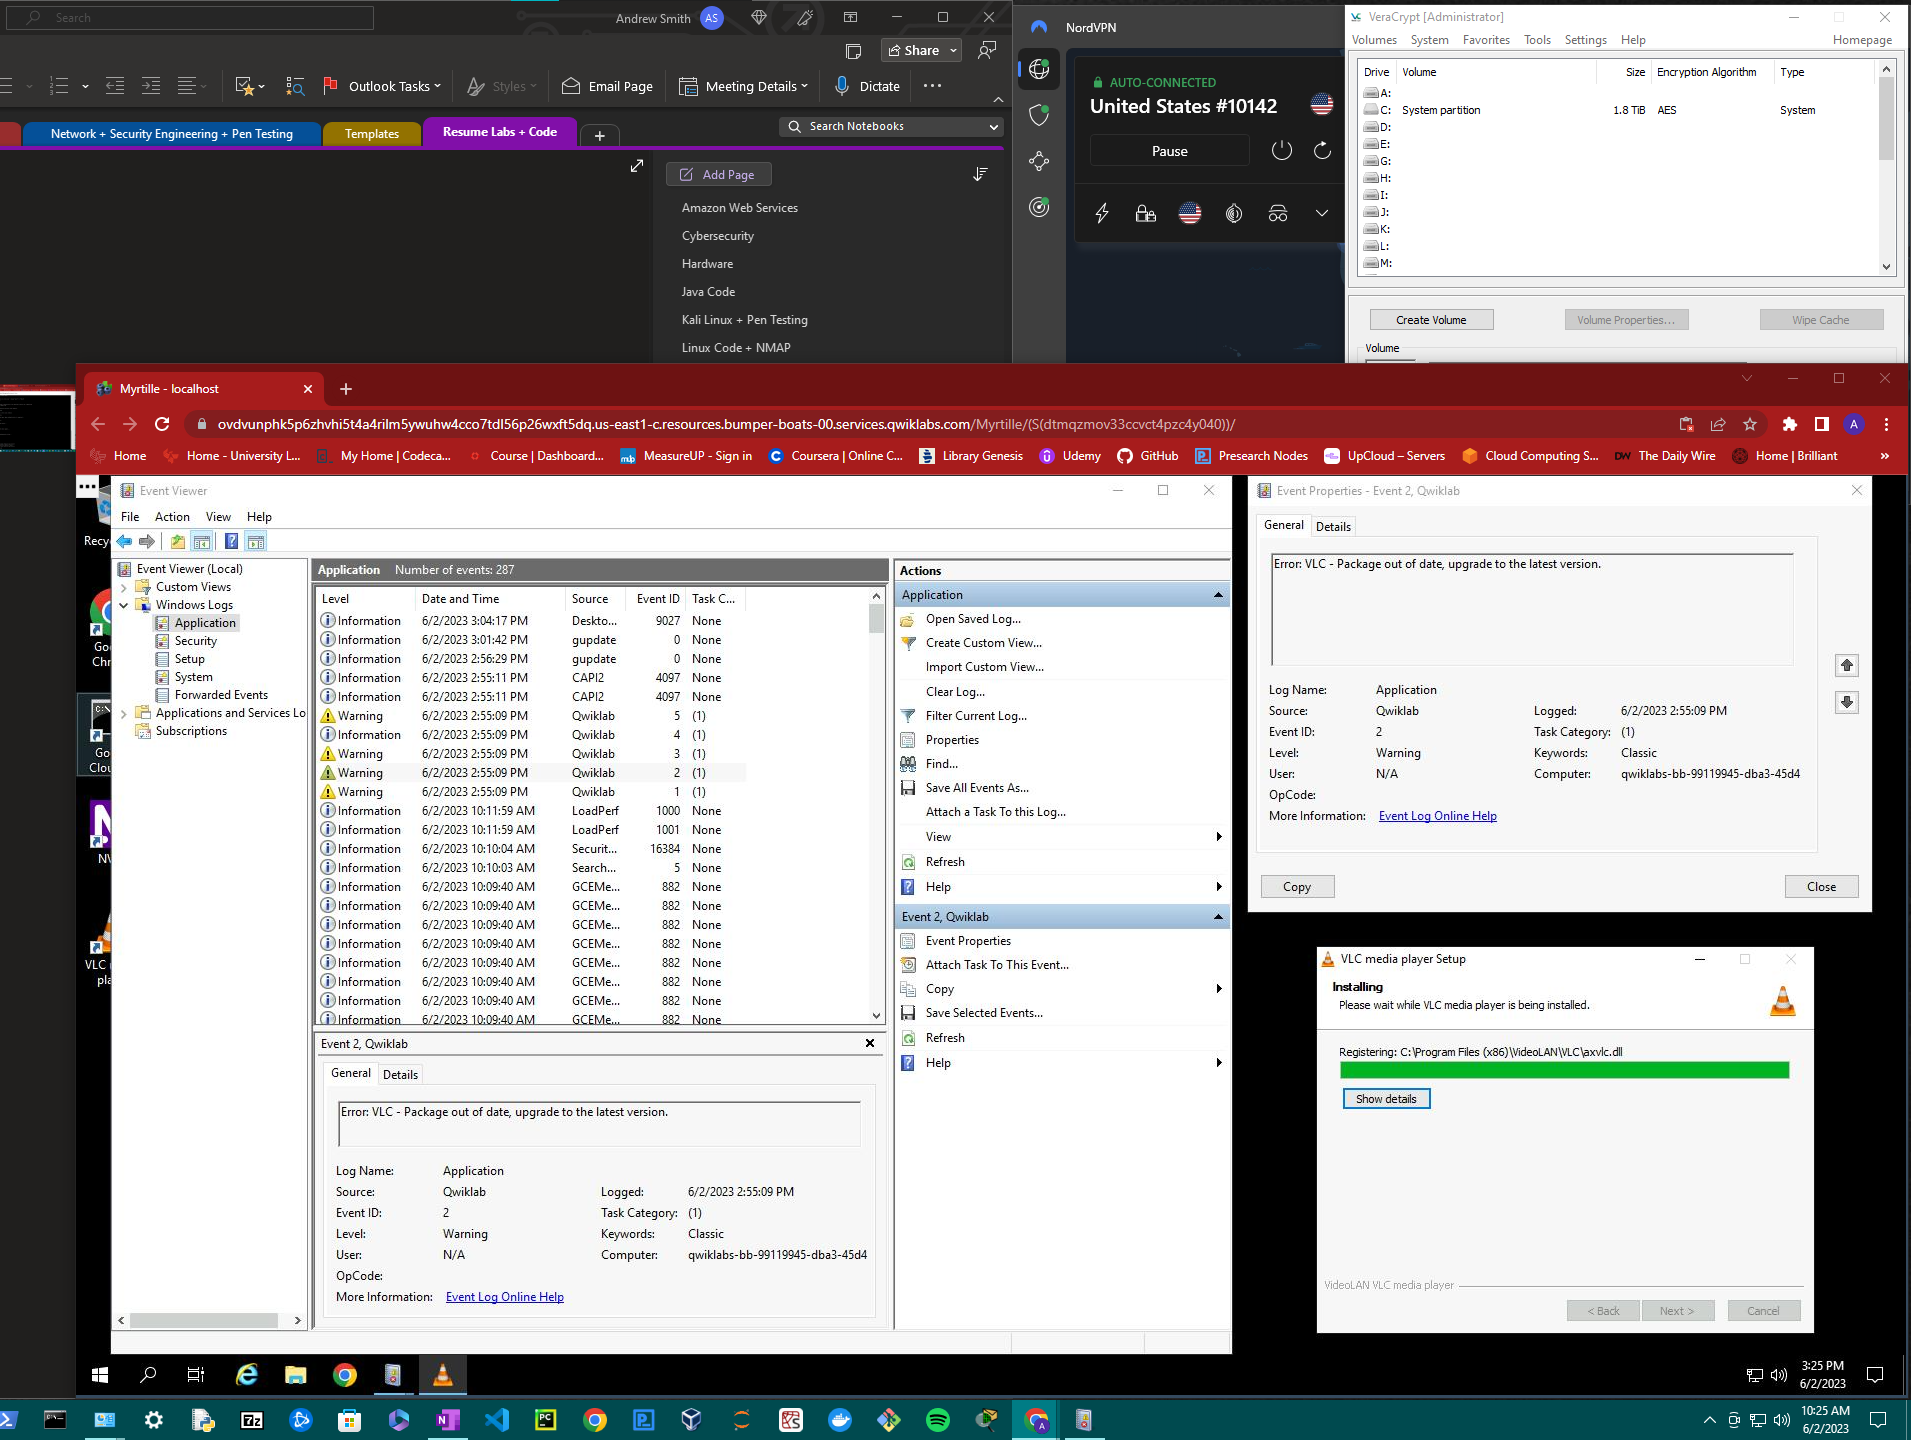 Search
Andrew Smith
AS
Share
Outlook Tasks
Styles
Email Page
Meeting Details
Dictate
Network + Security Engineering + Pen Testing
Templates
Resume Labs + Code
Search Notebooks
Add Page
Amazon Web Services
Cybersecurity
Hardware
Java Code
Kali Linux + Pen Testing
Linux Code + NMAP
NordVPN
AUTO-CONNECTED
United States #10142
Pause
VeraCrypt [Administrator]
Volumes System Favorites Tools Settings Help Homepage
Drive Volume Size Encryption Algorithm Type
A:
C: System partition 1.8 TiB AES System
D:
E:
G:
H:
I:
J:
K:
L:
M:
Create Volume
Volume Properties...
Wipe Cache
Volume
Myrtille - localhost
ovdvunphk5p6zhvhi5t4a4rilm5ywuhw4cco7tdl56p26wxft5dq.us-east1-c.resources.bumper-boats-00.services.qwiklabs.com/Myrtille/(S(dtmqzmov33ccvct4pzc4y040))/
A
Home
Home - University L...
My Home | Codeca...
Course | Dashboard...
MeasureUP - Sign in
Coursera | Online C...
Library Genesis
Udemy
GitHub
Presearch Nodes
UpCloud – Servers
Cloud Computing S...
The Daily Wire
Home | Brilliant
Recy
Goo
Chr
Go
Clou
NV
VLC
pla
Event Viewer
File Action View Help
Event Viewer (Local)
Custom Views
Windows Logs
Application
Security
Setup
System
Forwarded Events
Applications and Services Lo
Subscriptions
Application Number of events: 287
Level Date and Time Source Event ID Task C...
Information 6/2/2023 3:04:17 PM Deskto... 9027 None
Information 6/2/2023 3:01:42 PM gupdate 0 None
Information 6/2/2023 2:56:29 PM gupdate 0 None
Information 6/2/2023 2:55:11 PM CAPI2 4097 None
Information 6/2/2023 2:55:11 PM CAPI2 4097 None
Warning 6/2/2023 2:55:09 PM Qwiklab 5 (1)
Information 6/2/2023 2:55:09 PM Qwiklab 4 (1)
Warning 6/2/2023 2:55:09 PM Qwiklab 3 (1)
Warning 6/2/2023 2:55:09 PM Qwiklab 2 (1)
Warning 6/2/2023 2:55:09 PM Qwiklab 1 (1)
Information 6/2/2023 10:11:59 AM LoadPerf 1000 None
Information 6/2/2023 10:11:59 AM LoadPerf 1001 None
Information 6/2/2023 10:10:04 AM Securit... 16384 None
Information 6/2/2023 10:10:03 AM Search... 5 None
Information 6/2/2023 10:09:40 AM GCEMe... 882 None
Information 6/2/2023 10:09:40 AM GCEMe... 882 None
Information 6/2/2023 10:09:40 AM GCEMe... 882 None
Information 6/2/2023 10:09:40 AM GCEMe... 882 None
Information 6/2/2023 10:09:40 AM GCEMe... 882 None
Information 6/2/2023 10:09:40 AM GCEMe... 882 None
Information 6/2/2023 10:09:40 AM GCEMe... 882 None
Information 6/2/2023 10:09:40 AM GCEMe... 882 None
Event 2, Qwiklab
General Details
Error: VLC - Package out of date, upgrade to the latest version.
Log Name: Application
Source: Qwiklab Logged: 6/2/2023 2:55:09 PM
Event ID: 2 Task Category: (1)
Level: Warning Keywords: Classic
User: N/A Computer: qwiklabs-bb-99119945-dba3-45d4
OpCode:
More Information: Event Log Online Help
Actions
Application
Open Saved Log...
Create Custom View...
Import Custom View...
Clear Log...
Filter Current Log...
Properties
Find...
Save All Events As...
Attach a Task To this Log...
View
Refresh
Help
Event 2, Qwiklab
Event Properties
Attach Task To This Event...
Copy
Save Selected Events...
Refresh
Help
Event Properties - Event 2, Qwiklab
General Details
Error: VLC - Package out of date, upgrade to the latest version.
Log Name: Application
Source: Qwiklab Logged: 6/2/2023 2:55:09 PM
Event ID: 2 Task Category: (1)
Level: Warning Keywords: Classic
User: N/A Computer: qwiklabs-bb-99119945-dba3-45d4
OpCode:
More Information: Event Log Online Help
Copy
Close
VLC media player Setup
Installing
Please wait while VLC media player is being installed.
Registering: C:\Program Files (x86)\VideoLAN\VLC\axvlc.dll
Show details
VideoLAN VLC media player
< Back
Next >
Cancel
3:25 PM
6/2/2023
10:25 AM
6/2/2023